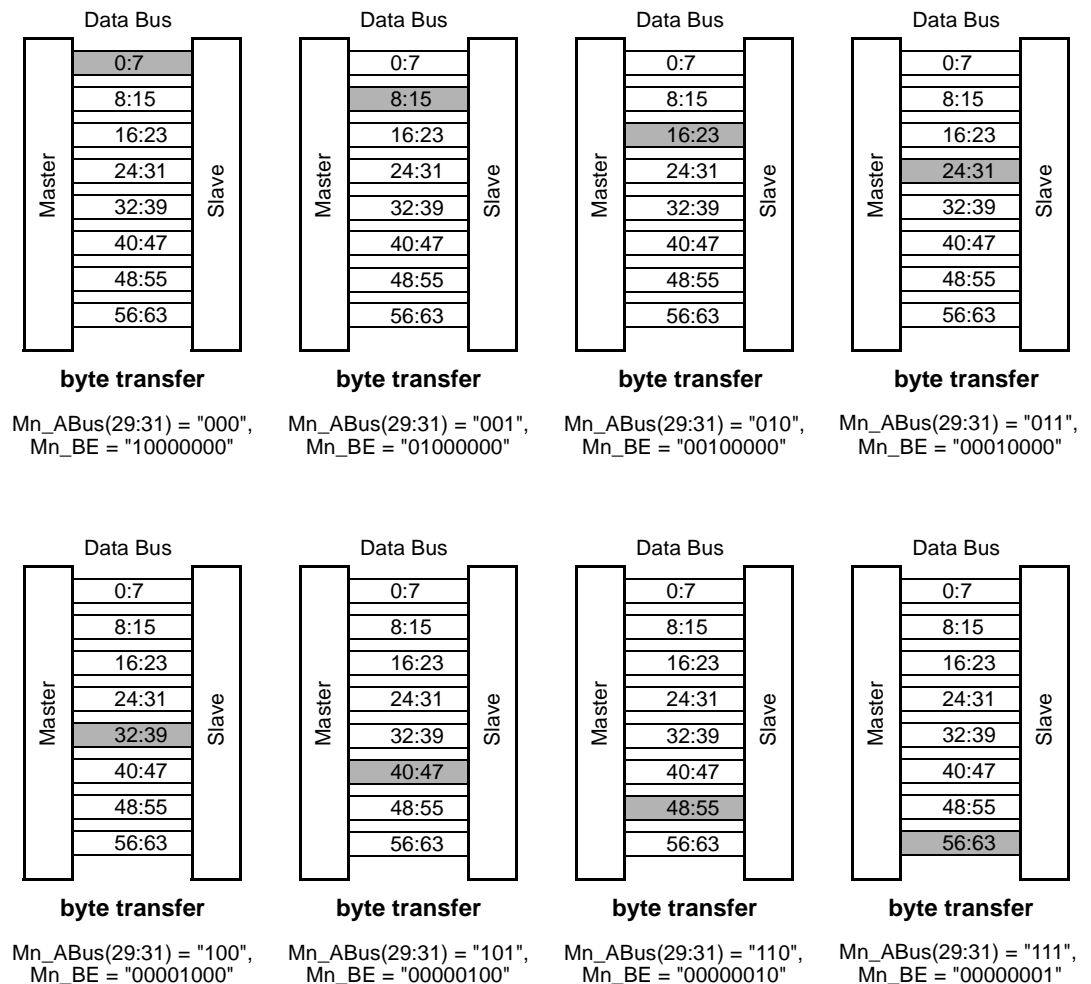 Data Bus
Master
0:7
8:15
16:23
24:31
32:39
40:47
48:55
56:63
Slave
byte transfer
Mn_ABus(29:31) = "000",
Mn_BE = "10000000"
Data Bus
Master
0:7
8:15
16:23
24:31
32:39
40:47
48:55
56:63
Slave
byte transfer
Mn_ABus(29:31) = "001",
Mn_BE = "01000000"
Data Bus
Master
0:7
8:15
16:23
24:31
32:39
40:47
48:55
56:63
Slave
byte transfer
Mn_ABus(29:31) = "010",
Mn_BE = "00100000"
Data Bus
Master
0:7
8:15
16:23
24:31
32:39
40:47
48:55
56:63
Slave
byte transfer
Mn_ABus(29:31) = "011",
Mn_BE = "00010000"
Data Bus
Master
0:7
8:15
16:23
24:31
32:39
40:47
48:55
56:63
Slave
byte transfer
Mn_ABus(29:31) = "100",
Mn_BE = "00001000"
Data Bus
Master
0:7
8:15
16:23
24:31
32:39
40:47
48:55
56:63
Slave
byte transfer
Mn_ABus(29:31) = "101",
Mn_BE = "00000100"
Data Bus
Master
0:7
8:15
16:23
24:31
32:39
40:47
48:55
56:63
Slave
byte transfer
Mn_ABus(29:31) = "110",
Mn_BE = "00000010"
Data Bus
Master
0:7
8:15
16:23
24:31
32:39
40:47
48:55
56:63
Slave
byte transfer
Mn_ABus(29:31) = "111",
Mn_BE = "00000001"